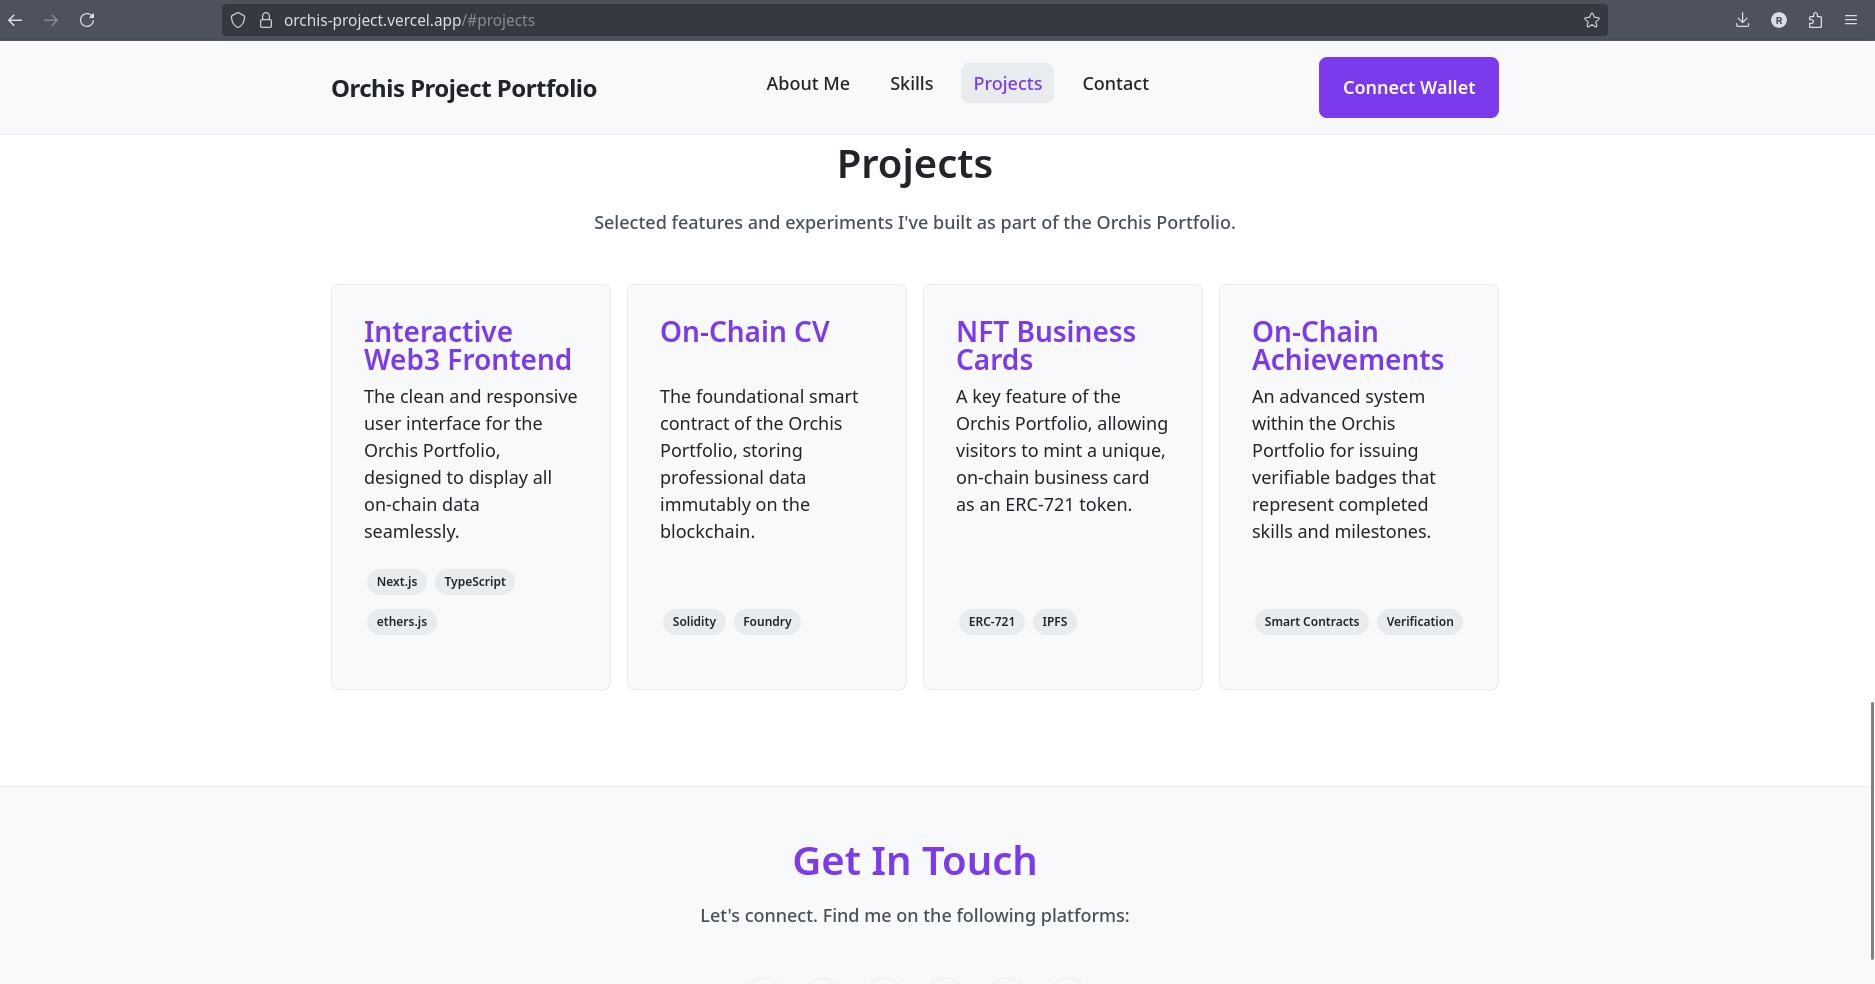 orchis-project.vercel.app/#projects
R
Orchis Project Portfolio
About Me
Skills
Projects
Contact
Connect Wallet
Projects
Selected features and experiments I've built as part of the Orchis Portfolio.
Interactive
Web3 Frontend
The clean and responsive
user interface for the
Orchis Portfolio,
designed to display all
on-chain data
seamlessly.
Next.js
TypeScript
ethers.js
On-Chain CV
The foundational smart
contract of the Orchis
Portfolio, storing
professional data
immutably on the
blockchain.
Solidity
Foundry
NFT Business
Cards
A key feature of the
Orchis Portfolio, allowing
visitors to mint a unique,
on-chain business card
as an ERC-721 token.
ERC-721
IPFS
On-Chain
Achievements
An advanced system
within the Orchis
Portfolio for issuing
verifiable badges that
represent completed
skills and milestones.
Smart Contracts
Verification
Get In Touch
Let's connect. Find me on the following platforms: